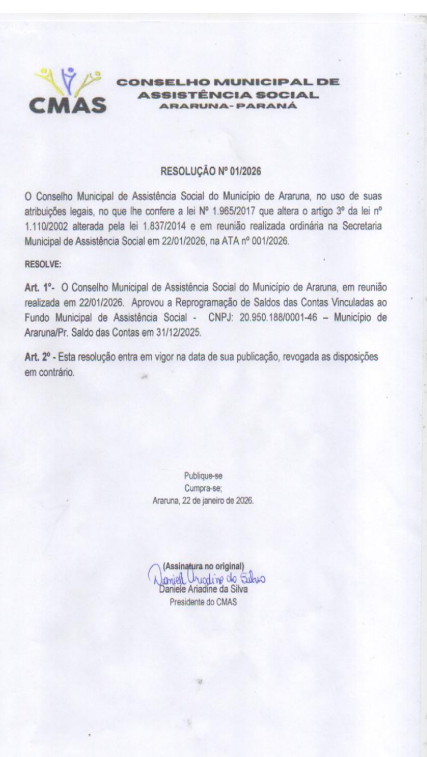 CMAS
CONSELHO MUNICIPAL DE
ASSISTÊNCIA SOCIAL
ARARUNA- PARANÁ
RESOLUÇÃO Nº 01/2026
O Conselho Municipal de Assistência Social do Município de Araruna, no uso de suas
atribuições legais, no que lhe confere a lei Nº 1.965/2017 que altera o artigo 3º da lei nº
1.110/2002 alterada pela lei 1.837/2014 e em reunião realizada ordinária na Secretaria
Municipal de Assistência Social em 22/01/2026, na ATA nº 001/2026.
RESOLVE:
Art. 1º- O Conselho Municipal de Assistência Social do Município de Araruna, em reunião
realizada em 22/01/2026. Aprovou a Reprogramação de Saldos das Contas Vinculadas ao
Fundo Municipal de Assistência Social - CNPJ: 20.950.188/0001-46 – Município de
Araruna/Pr. Saldo das Contas em 31/12/2025.
Art. 2º - Esta resolução entra em vigor na data de sua publicação, revogada as disposições
em contrário.
Publique-se
Cumpra-se;
Araruna, 22 de janeiro de 2026.
(Assinatura no original)
Daniele Ariadine da Silva
Presidente do CMAS